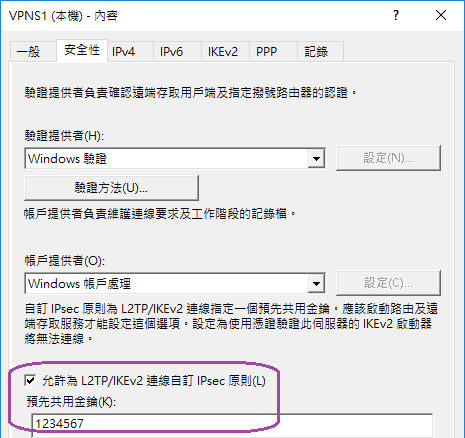 VPNS1 (本機) - 內容
一般 安全性 IPv4 IPv6 IKEv2 PPP 記錄
驗證提供者負責確認遠端存取用戶端及指定撥號路由器的認證。
驗證提供者(H):
Windows 驗證 設定(N)...
驗證方法(U)...
帳戶提供者負責維護連線要求及工作階段的記錄檔。
帳戶提供者(O):
Windows 帳戶處理 設定(C)...
自訂 IPsec 原則為 L2TP/IKEv2 連線指定一個預先共用金鑰。應該啟動路由及遠
端存取服務才能設定這個選項。設定為使用憑證驗證此伺服器的 IKEv2 啟動器
將無法連線。
允許為 L2TP/IKEv2 連線自訂 IPsec 原則(L)
預先共用金鑰(K):
1234567